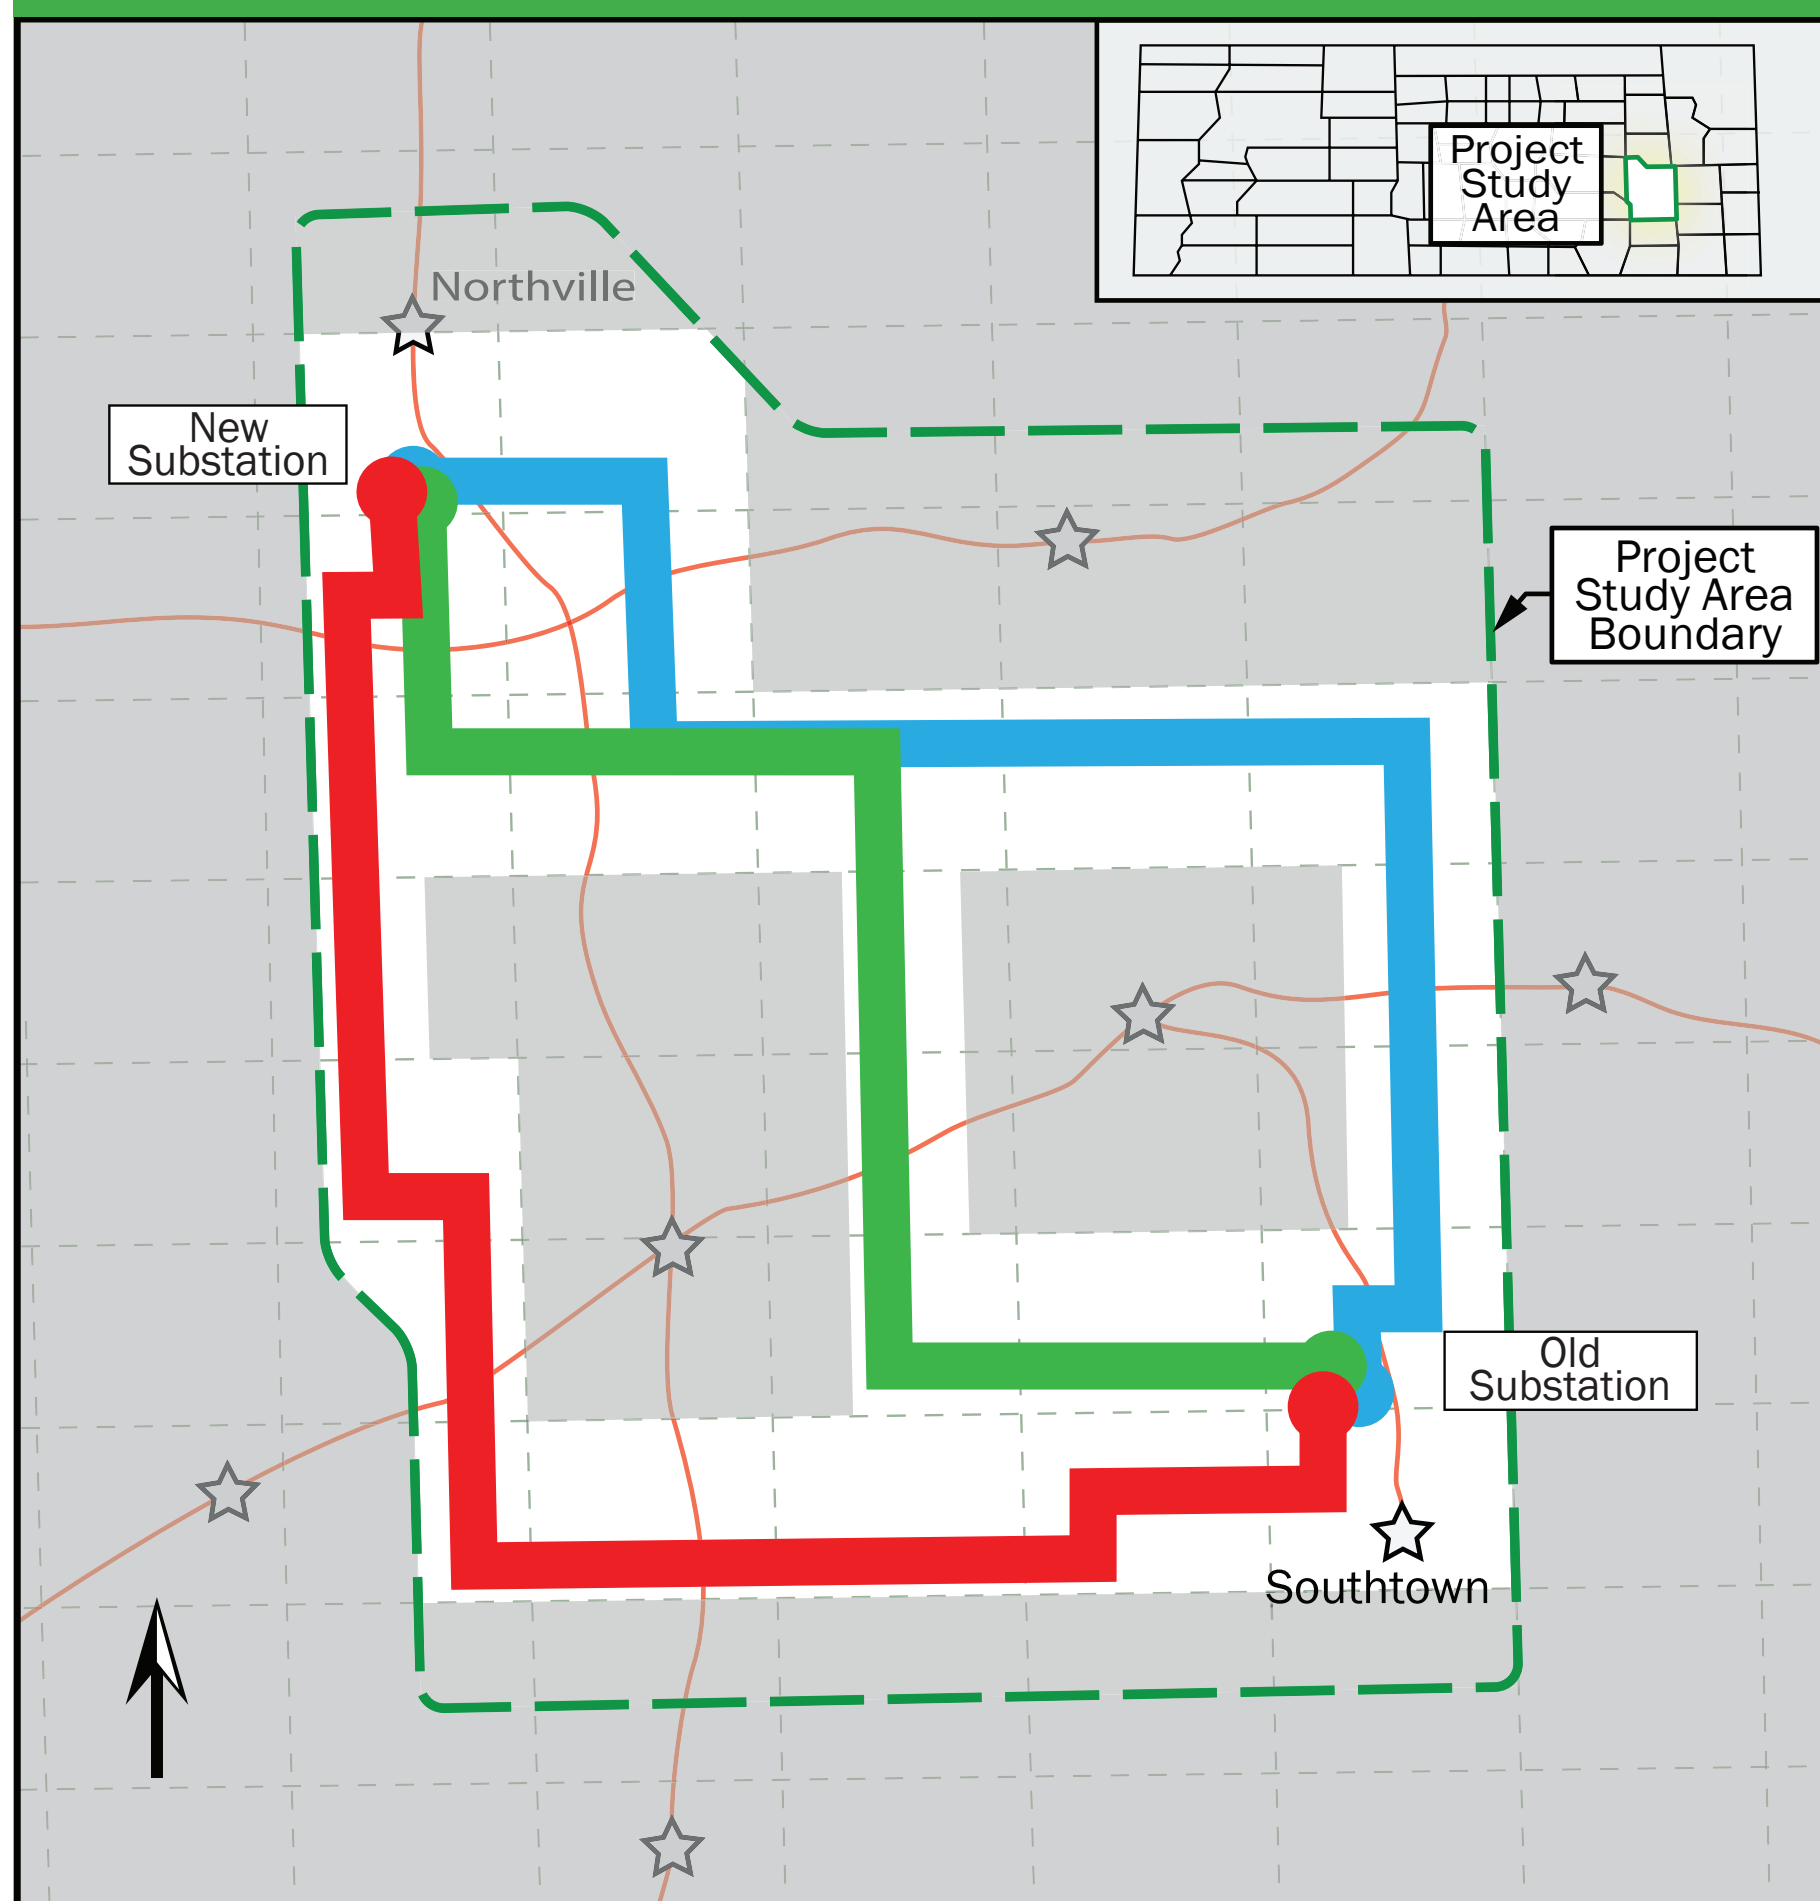 Project
Study
Area
Northville
New
Substation
Project
Study Area
Boundary
Old
Substation
Southtown